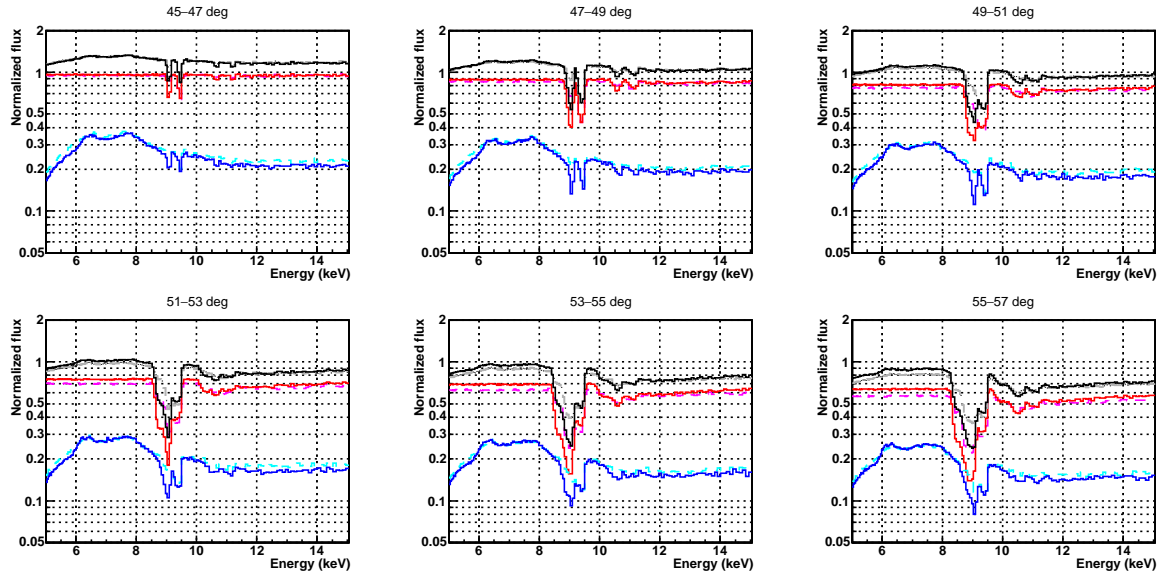 45–47 deg
Normalized flux
2
1
0.5
0.4
0.3
0.2
0.1
0.05
6 8 10 12 14
Energy (keV)
47–49 deg
Normalized flux
2
1
0.5
0.4
0.3
0.2
0.1
0.05
6 8 10 12 14
Energy (keV)
49–51 deg
Normalized flux
2
1
0.5
0.4
0.3
0.2
0.1
0.05
6 8 10 12 14
Energy (keV)
51–53 deg
Normalized flux
2
1
0.5
0.4
0.3
0.2
0.1
0.05
6 8 10 12 14
Energy (keV)
53–55 deg
Normalized flux
2
1
0.5
0.4
0.3
0.2
0.1
0.05
6 8 10 12 14
Energy (keV)
55–57 deg
Normalized flux
2
1
0.5
0.4
0.3
0.2
0.1
0.05
6 8 10 12 14
Energy (keV)